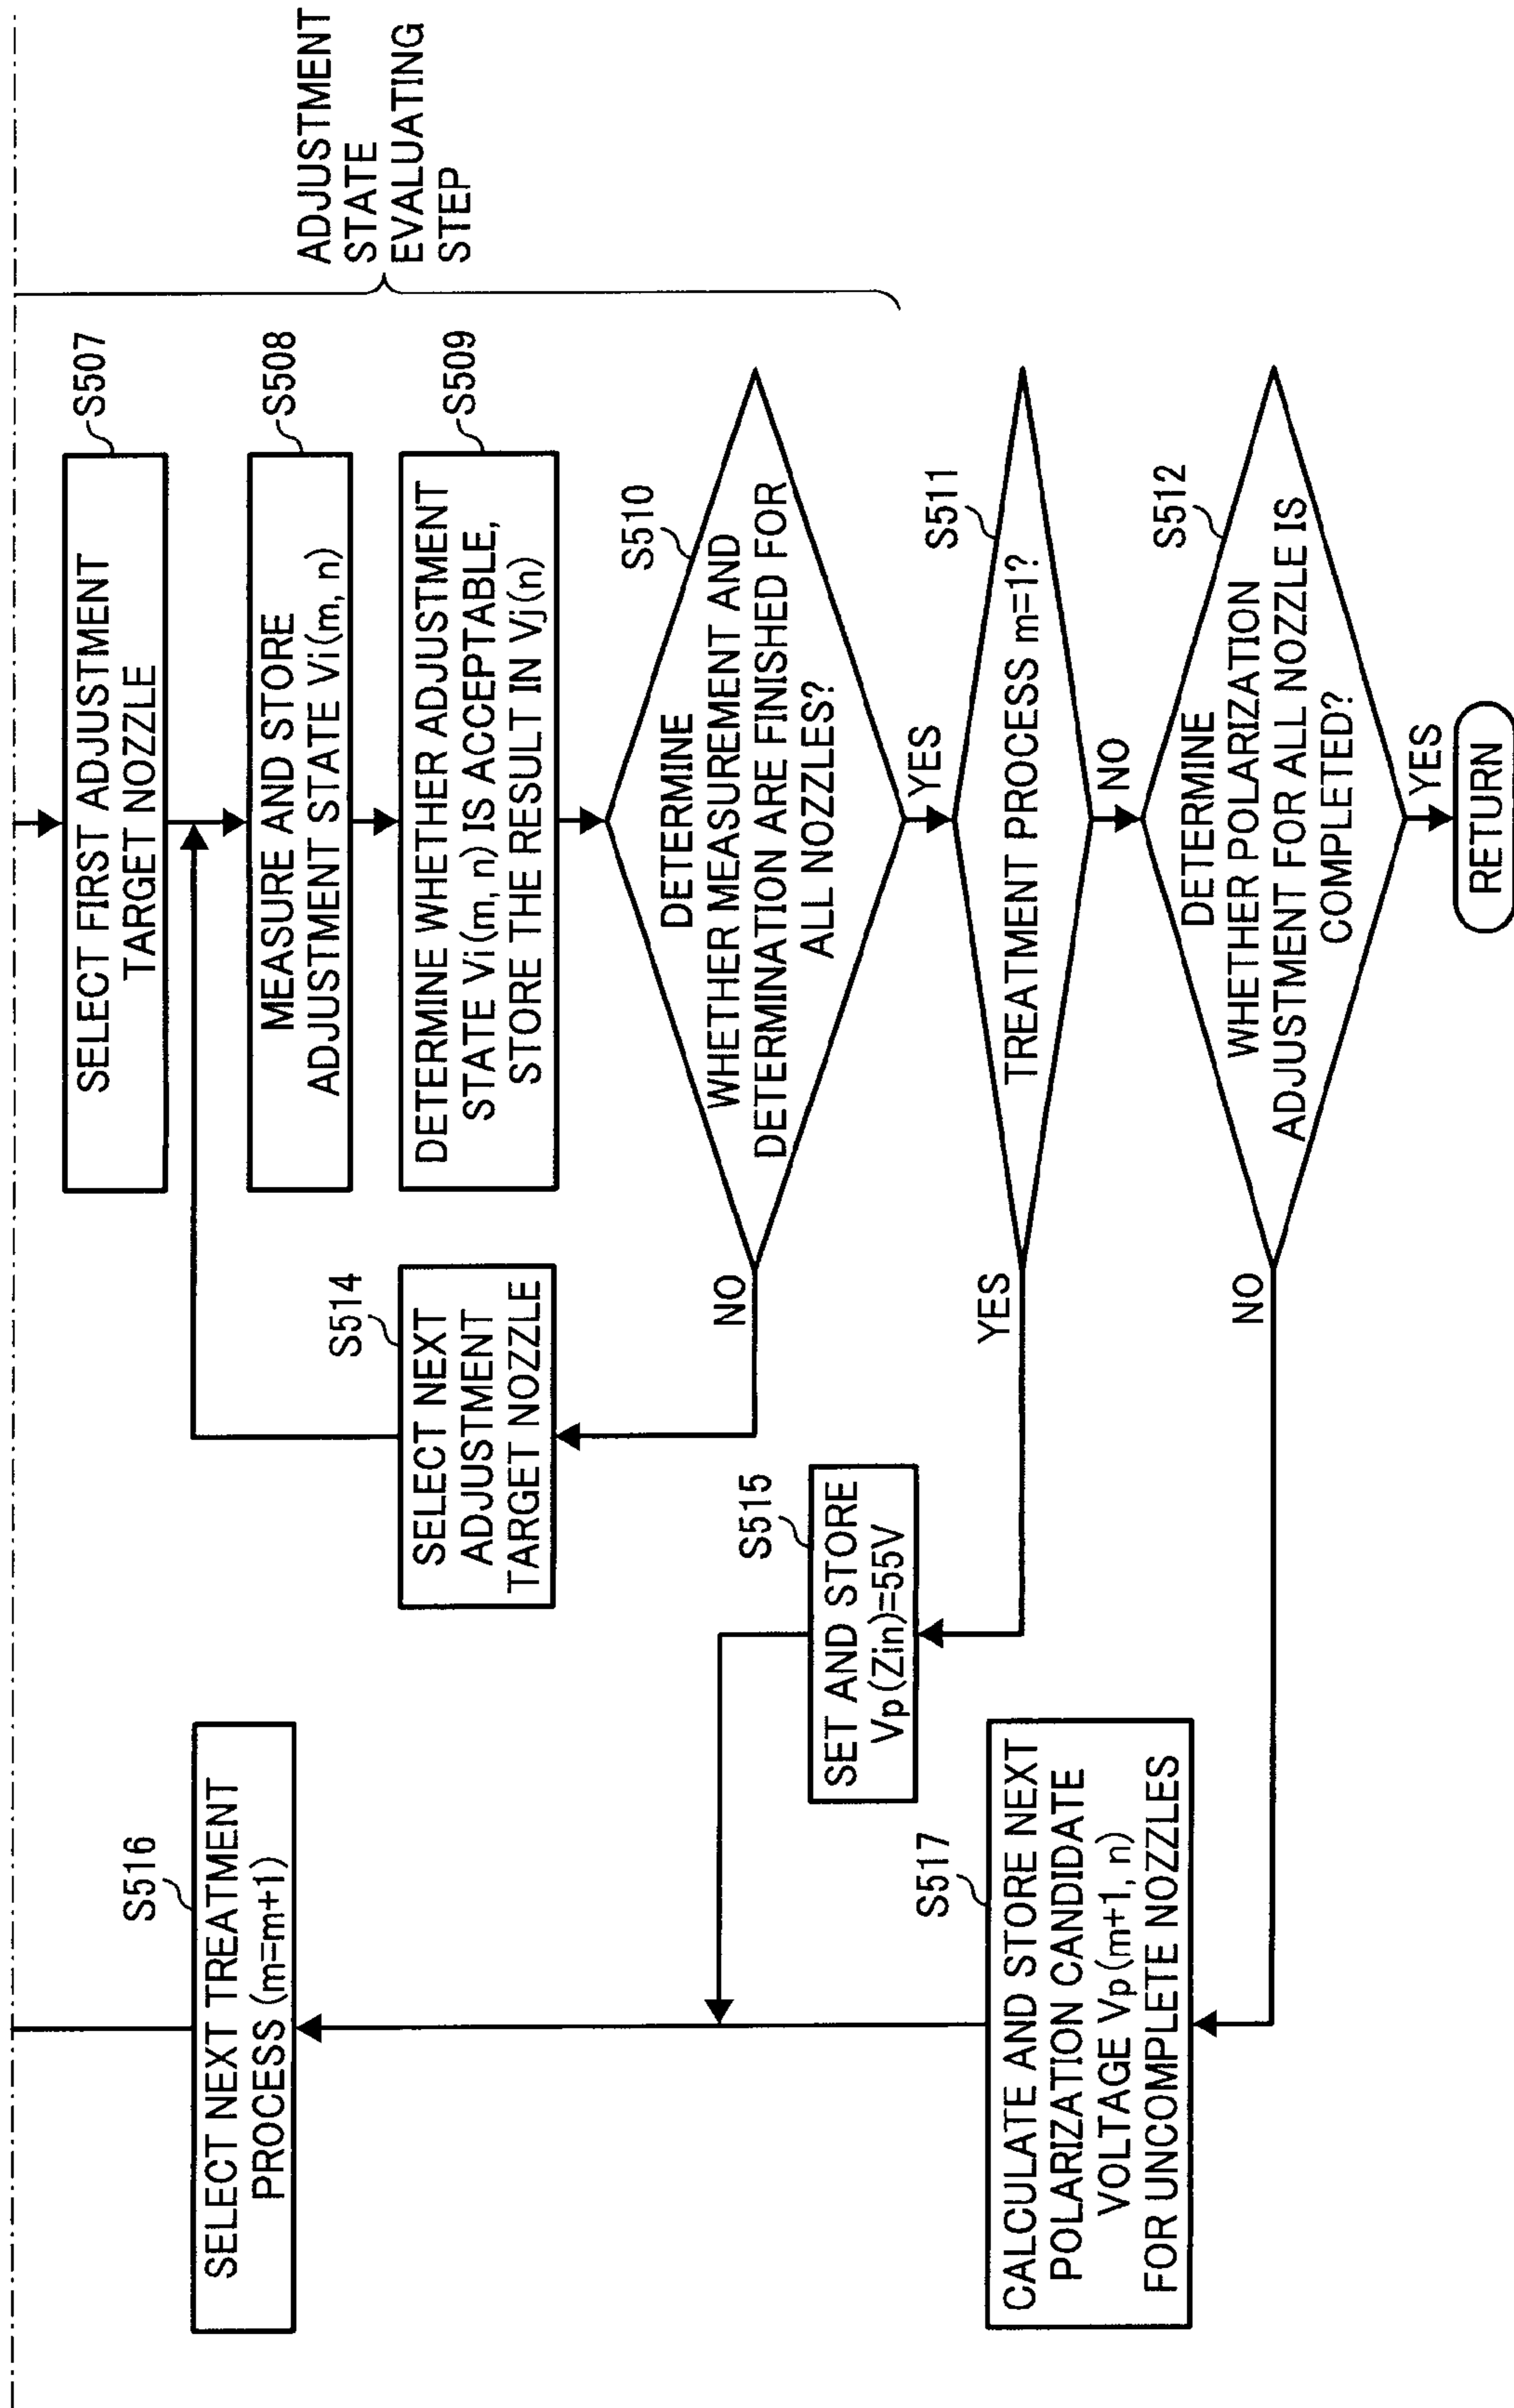 SELECT FIRST ADJUSTMENT
TARGET NOZZLE
S507
MEASURE AND STORE
ADJUSTMENT STATE Vi(m, n)
S508
DETERMINE WHETHER ADJUSTMENT
STATE Vi(m, n) IS ACCEPTABLE,
STORE THE RESULT IN Vj(n)
S509
ADJUSTMENT
STATE
EVALUATING
STEP
DETERMINE
WHETHER MEASUREMENT AND
DETERMINATION ARE FINISHED FOR
ALL NOZZLES?
S510
NO
YES
SELECT NEXT
ADJUSTMENT
TARGET NOZZLE
S514
TREATMENT PROCESS m=1?
S511
YES
NO
SET AND STORE
Vp(Zin)=55V
S515
SELECT NEXT TREATMENT
PROCESS (m=m+1)
S516
DETERMINE
WHETHER POLARIZATION
ADJUSTMENT FOR ALL NOZZLE IS
COMPLETED?
S512
NO
YES
CALCULATE AND STORE NEXT
POLARIZATION CANDIDATE
VOLTAGE Vp(m+1, n)
FOR UNCOMPLETE NOZZLES
S517
RETURN